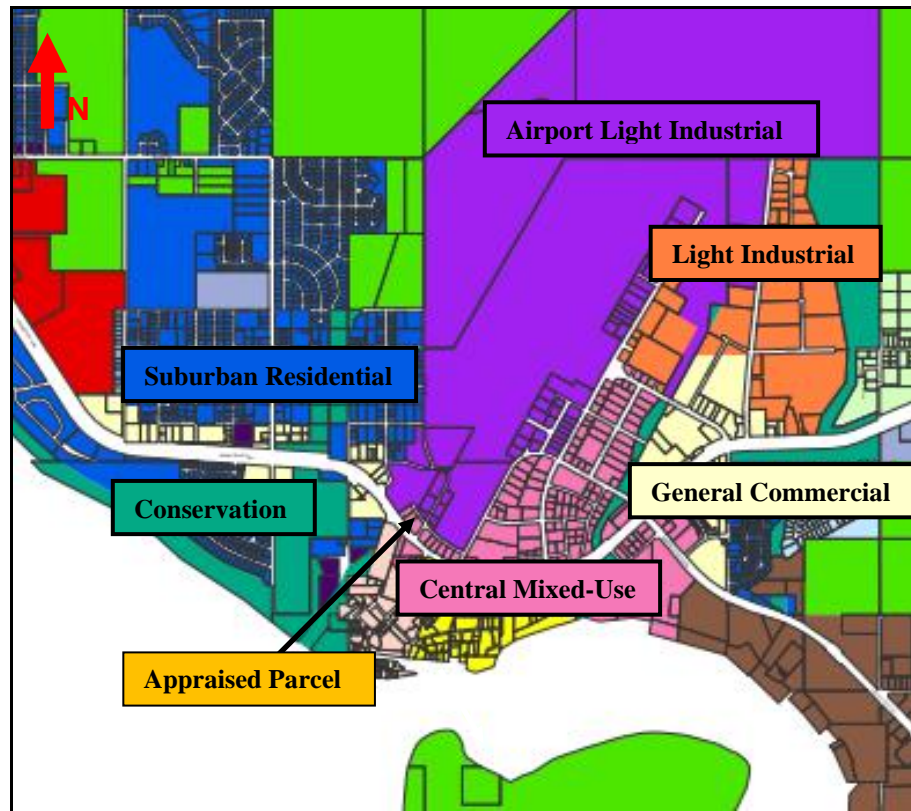 N
Airport Light Industrial
Light Industrial
Suburban Residential
General Commercial
Conservation
Central Mixed-Use
Appraised Parcel